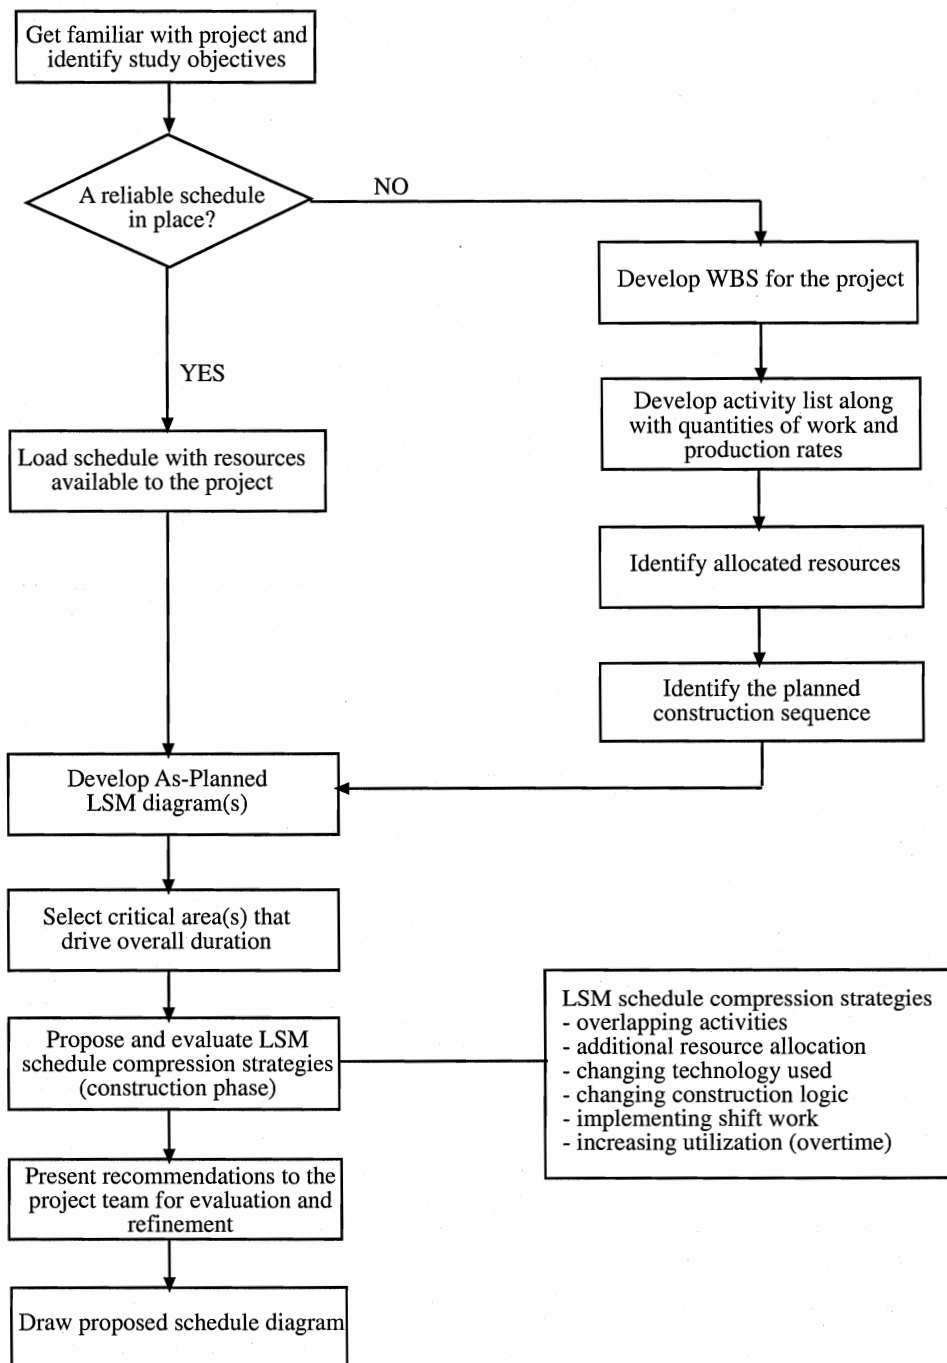 Get familiar with project and
identify study objectives
A reliable schedule
in place?
NO
Develop WBS for the project
YES
Develop activity list along
with quantities of work and
production rates
Load schedule with resources
available to the project
Identify allocated resources
Identify the planned
construction sequence
Develop As-Planned
LSM diagram(s)
Select critical area(s) that
drive overall duration
Propose and evaluate LSM
schedule compression strategies
(construction phase)
LSM schedule compression strategies
- overlapping activities
- additional resource allocation
- changing technology used
- changing construction logic
- implementing shift work
- increasing utilization (overtime)
Present recommendations to the
project team for evaluation and
refinement
Draw proposed schedule diagram